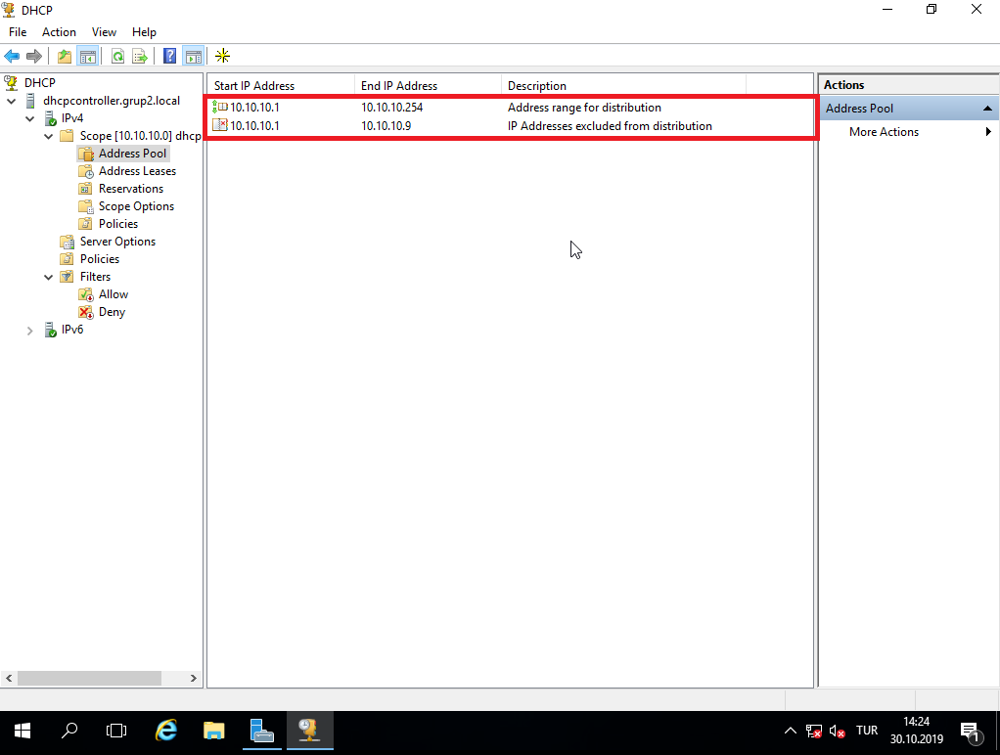 DHCP
File Action View Help
DHCP
dhcpcontroller.grup2.local
IPv4
Scope [10.10.10.0] dhcp
Address Pool
Address Leases
Reservations
Scope Options
Policies
Server Options
Policies
Filters
Allow
Deny
IPv6
Start IP Address End IP Address Description
10.10.10.1 10.10.10.254 Address range for distribution
10.10.10.1 10.10.10.9 IP Addresses excluded from distribution
Actions
Address Pool
More Actions
TUR
14:24
30.10.2019
1